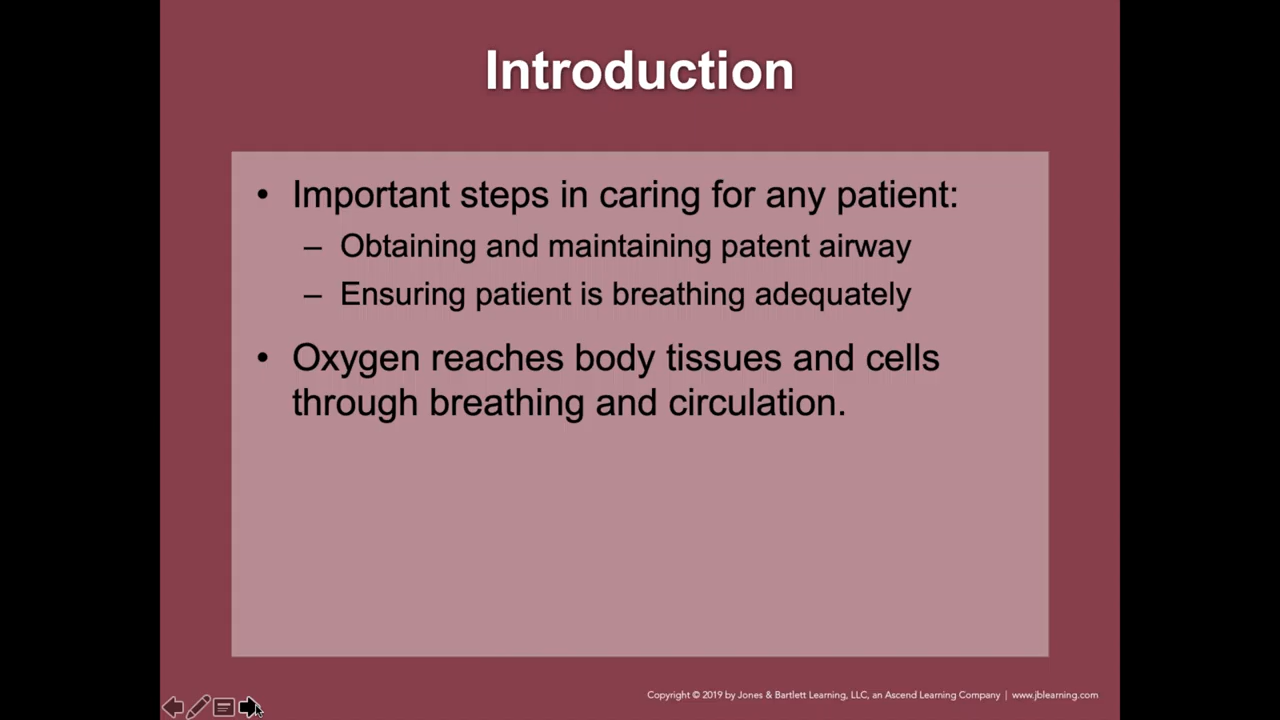 Introduction
• Important steps in caring for any patient:
– Obtaining and maintaining patent airway
– Ensuring patient is breathing adequately
• Oxygen reaches body tissues and cells
through breathing and circulation.
Copyright © 2019 by Jones & Bartlett Learning, LLC, an Ascend Learning Company | www.jblearning.com